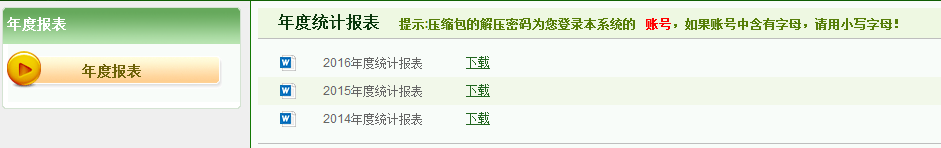 年度报表
年度报表
年度统计报表 提示:压缩包的解压密码为您登录本系统的 账号，如果账号中含有字母，请用小写字母!
2016年度统计报表 下载
2015年度统计报表 下载
2014年度统计报表 下载